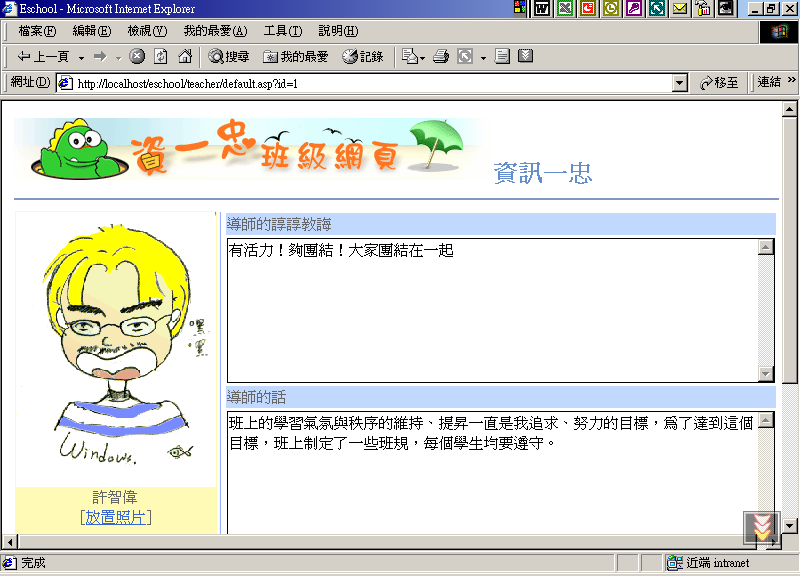 Eschool - Microsoft Internet Explorer
檔案(F) 編輯(E) 檢視(V) 我的最愛(A) 工具(T) 說明(H)
上一頁 搜尋 我的最愛 記錄
網址(D) http://localhost/eschool/teacher/default.asp?id=1 移至 連結 »
資一忠班級網頁 資訊一忠
導師的諄諄教誨
有活力！夠團結！大家團結在一起
嘿
嘿
Windows.
導師的話
班上的學習氣氛與秩序的維持、提昇一直是我追求、努力的目標，為了達到這個
目標，班上制定了一些班規，每個學生均要遵守。
許智偉
[放置照片]
完成 近端 intranet